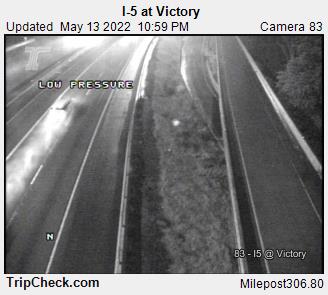 I-5 at Victory
Updated May 13 2022 10:59 PM Camera 83
LOW PRESSURE
N
83 - I5 @ Victory
TripCheck.com Milepost306.80